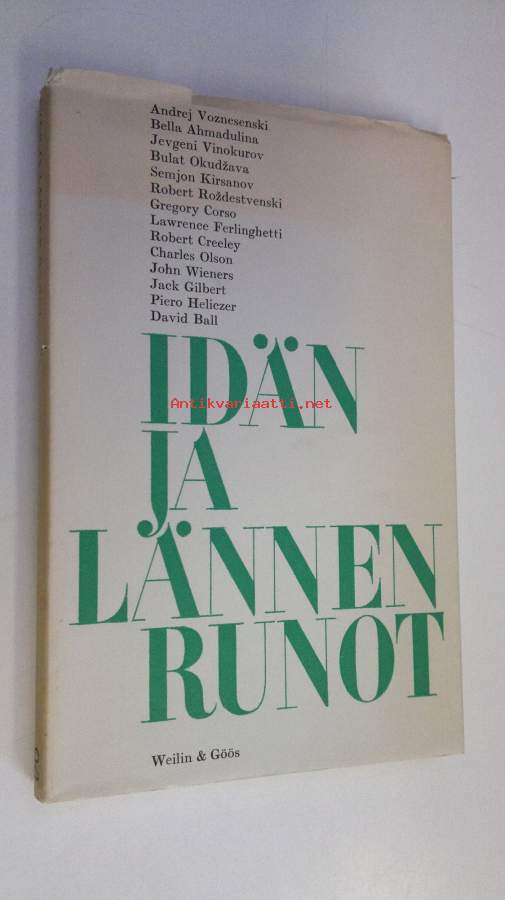 Andrej Voznesenski
Bella Ahmadulina
Jevgeni Vinokurov
Bulat Okudžava
Semjon Kirsanov
Robert Roždestvenski
Gregory Corso
Lawrence Ferlinghetti
Robert Creeley
Charles Olson
John Wieners
Jack Gilbert
Piero Heliczer
David Ball
IDÄN
Antikvariaatti.net
JA
LÄNNEN
RUNOT
Weilin & Göös